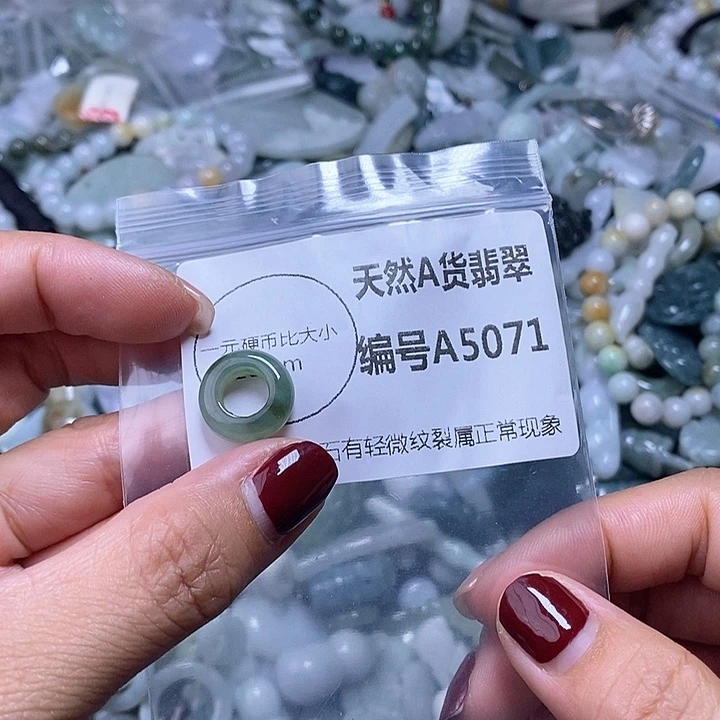 天然A货翡翠
一元硬币比大小
编号A5071
m
石有轻微纹裂属正常现象